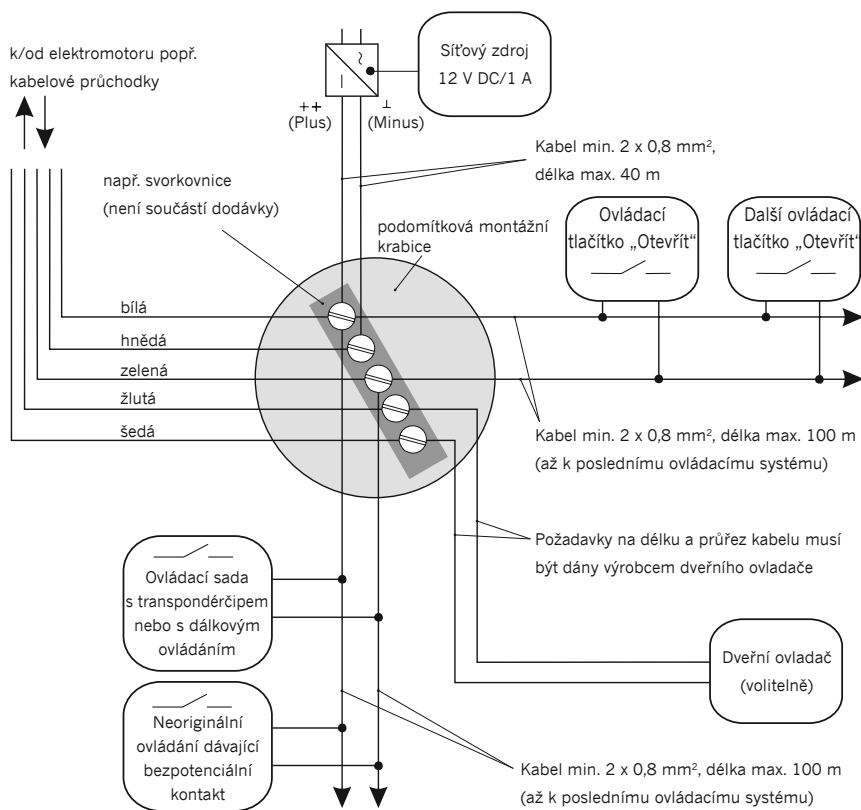 k/od elektromotoru popř.
kabelové průchodky
Síťový zdroj
12 V DC/1 A
~
++
(Plus)
⊥
(Minus)
Kabel min. 2 x 0,8 mm²,
délka max. 40 m
např. svorkovnice
(není součástí dodávky)
podomítková montážní
krabice
Ovládací
tlačítko „Otevřít“
Další ovládací
tlačítko „Otevřít“
bílá
hnědá
zelená
žlutá
šedá
Kabel min. 2 x 0,8 mm², délka max. 100 m
(až k poslednímu ovládacímu systému)
Požadavky na délku a průřez kabelu musí
být dány výrobcem dveřního ovladače
Ovládací sada
s transpondérčipem
nebo s dálkovým
ovládáním
Dveřní ovladač
(volitelně)
Neoriginální
ovládání dávající
bezpotenciální
kontakt
Kabel min. 2 x 0,8 mm², délka max. 100 m
(až k poslednímu ovládacímu systému)